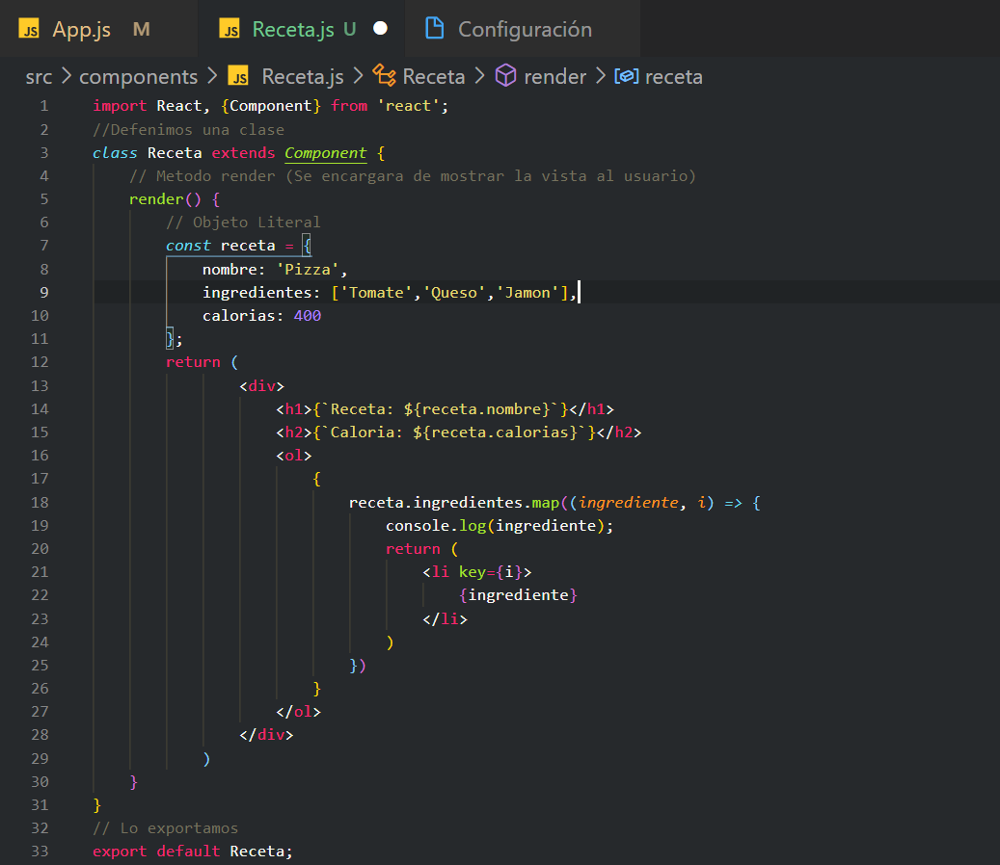 JS App.js M JS Receta.js U Configuración
src > components > JS Receta.js > Receta > render > receta
1 import React, {Component} from 'react';
2 //Defenimos una clase
3 class Receta extends Component {
4 // Metodo render (Se encargara de mostrar la vista al usuario)
5 render() {
6 // Objeto Literal
7 const receta = {
8 nombre: 'Pizza',
9 ingredientes: ['Tomate','Queso','Jamon'],
10 calorias: 400
11 };
12 return (
13 <div>
14 <h1>{`Receta: ${receta.nombre}`}</h1>
15 <h2>{`Caloria: ${receta.calorias}`}</h2>
16 <ol>
17 {
18 receta.ingredientes.map((ingrediente, i) => {
19 console.log(ingrediente);
20 return (
21 <li key={i}>
22 {ingrediente}
23 </li>
24 )
25 })
26 }
27 </ol>
28 </div>
29 )
30 }
31 }
32 // Lo exportamos
33 export default Receta;